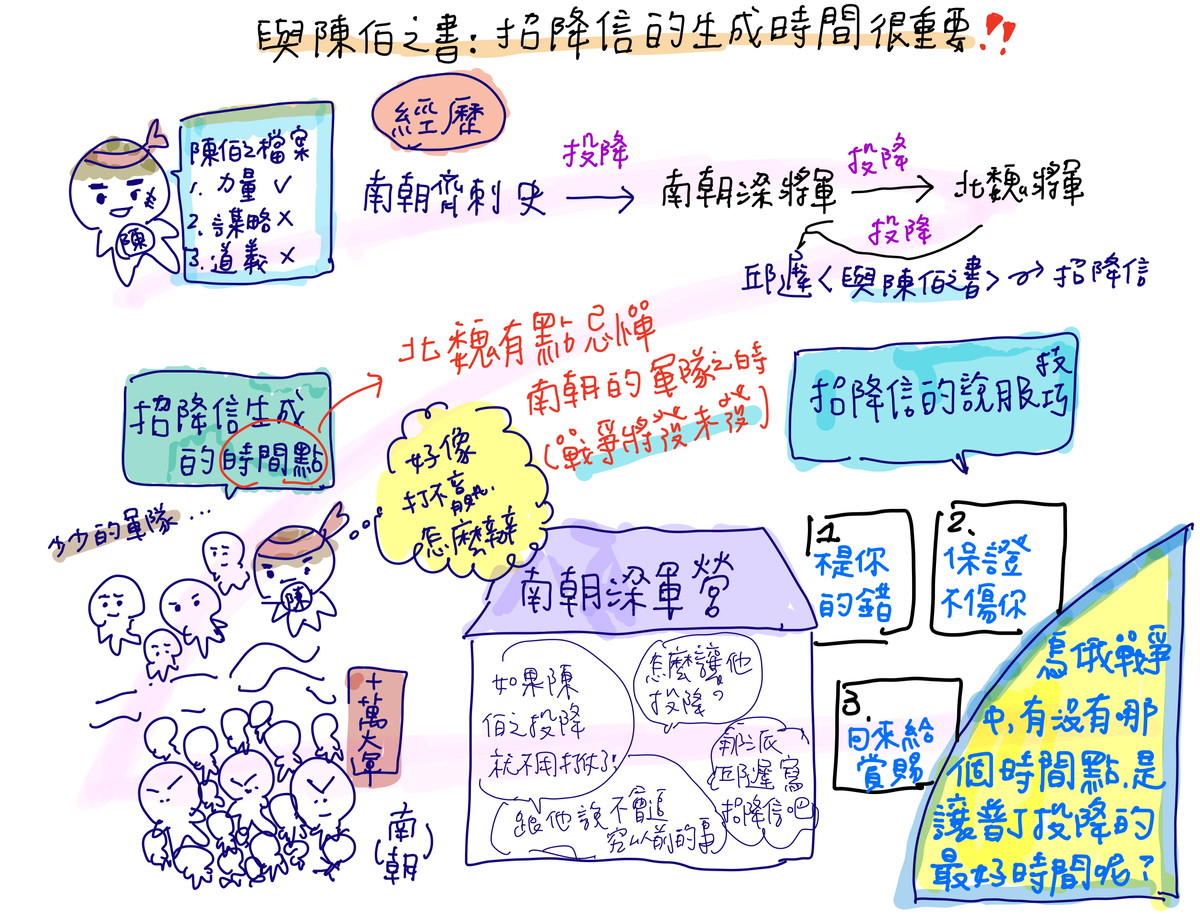 與陳伯之書:招降信的生成時間很重要!!
陳伯之檔案
1. 力量 ✓
2. 謀略 ×
3. 道義 ×
陳
經歷
南朝齊刺史
投降
南朝梁將軍
投降
北魏將軍
投降
邱遲〈與陳伯之書〉
招降信
招降信生成
的時間點
北魏有點忌憚
南朝的軍隊之時
(戰爭將發未發)
招降信的說服技
巧
少少的軍隊...
陳
好像
打不贏,
怎麼辦
十萬大軍
(南朝)
南朝梁軍營
如果陳
伯之投降
就不用打仗了!
怎麼讓他
投降?
那派
邱遲寫
招降信吧
跟他說不會追
究以前的事
1.
不是你
的錯
2.
保證
不傷你
3.
回來給
賞賜
烏俄戰爭
中,有沒有哪
個時間點,是
讓普丁投降的
最好時間呢?